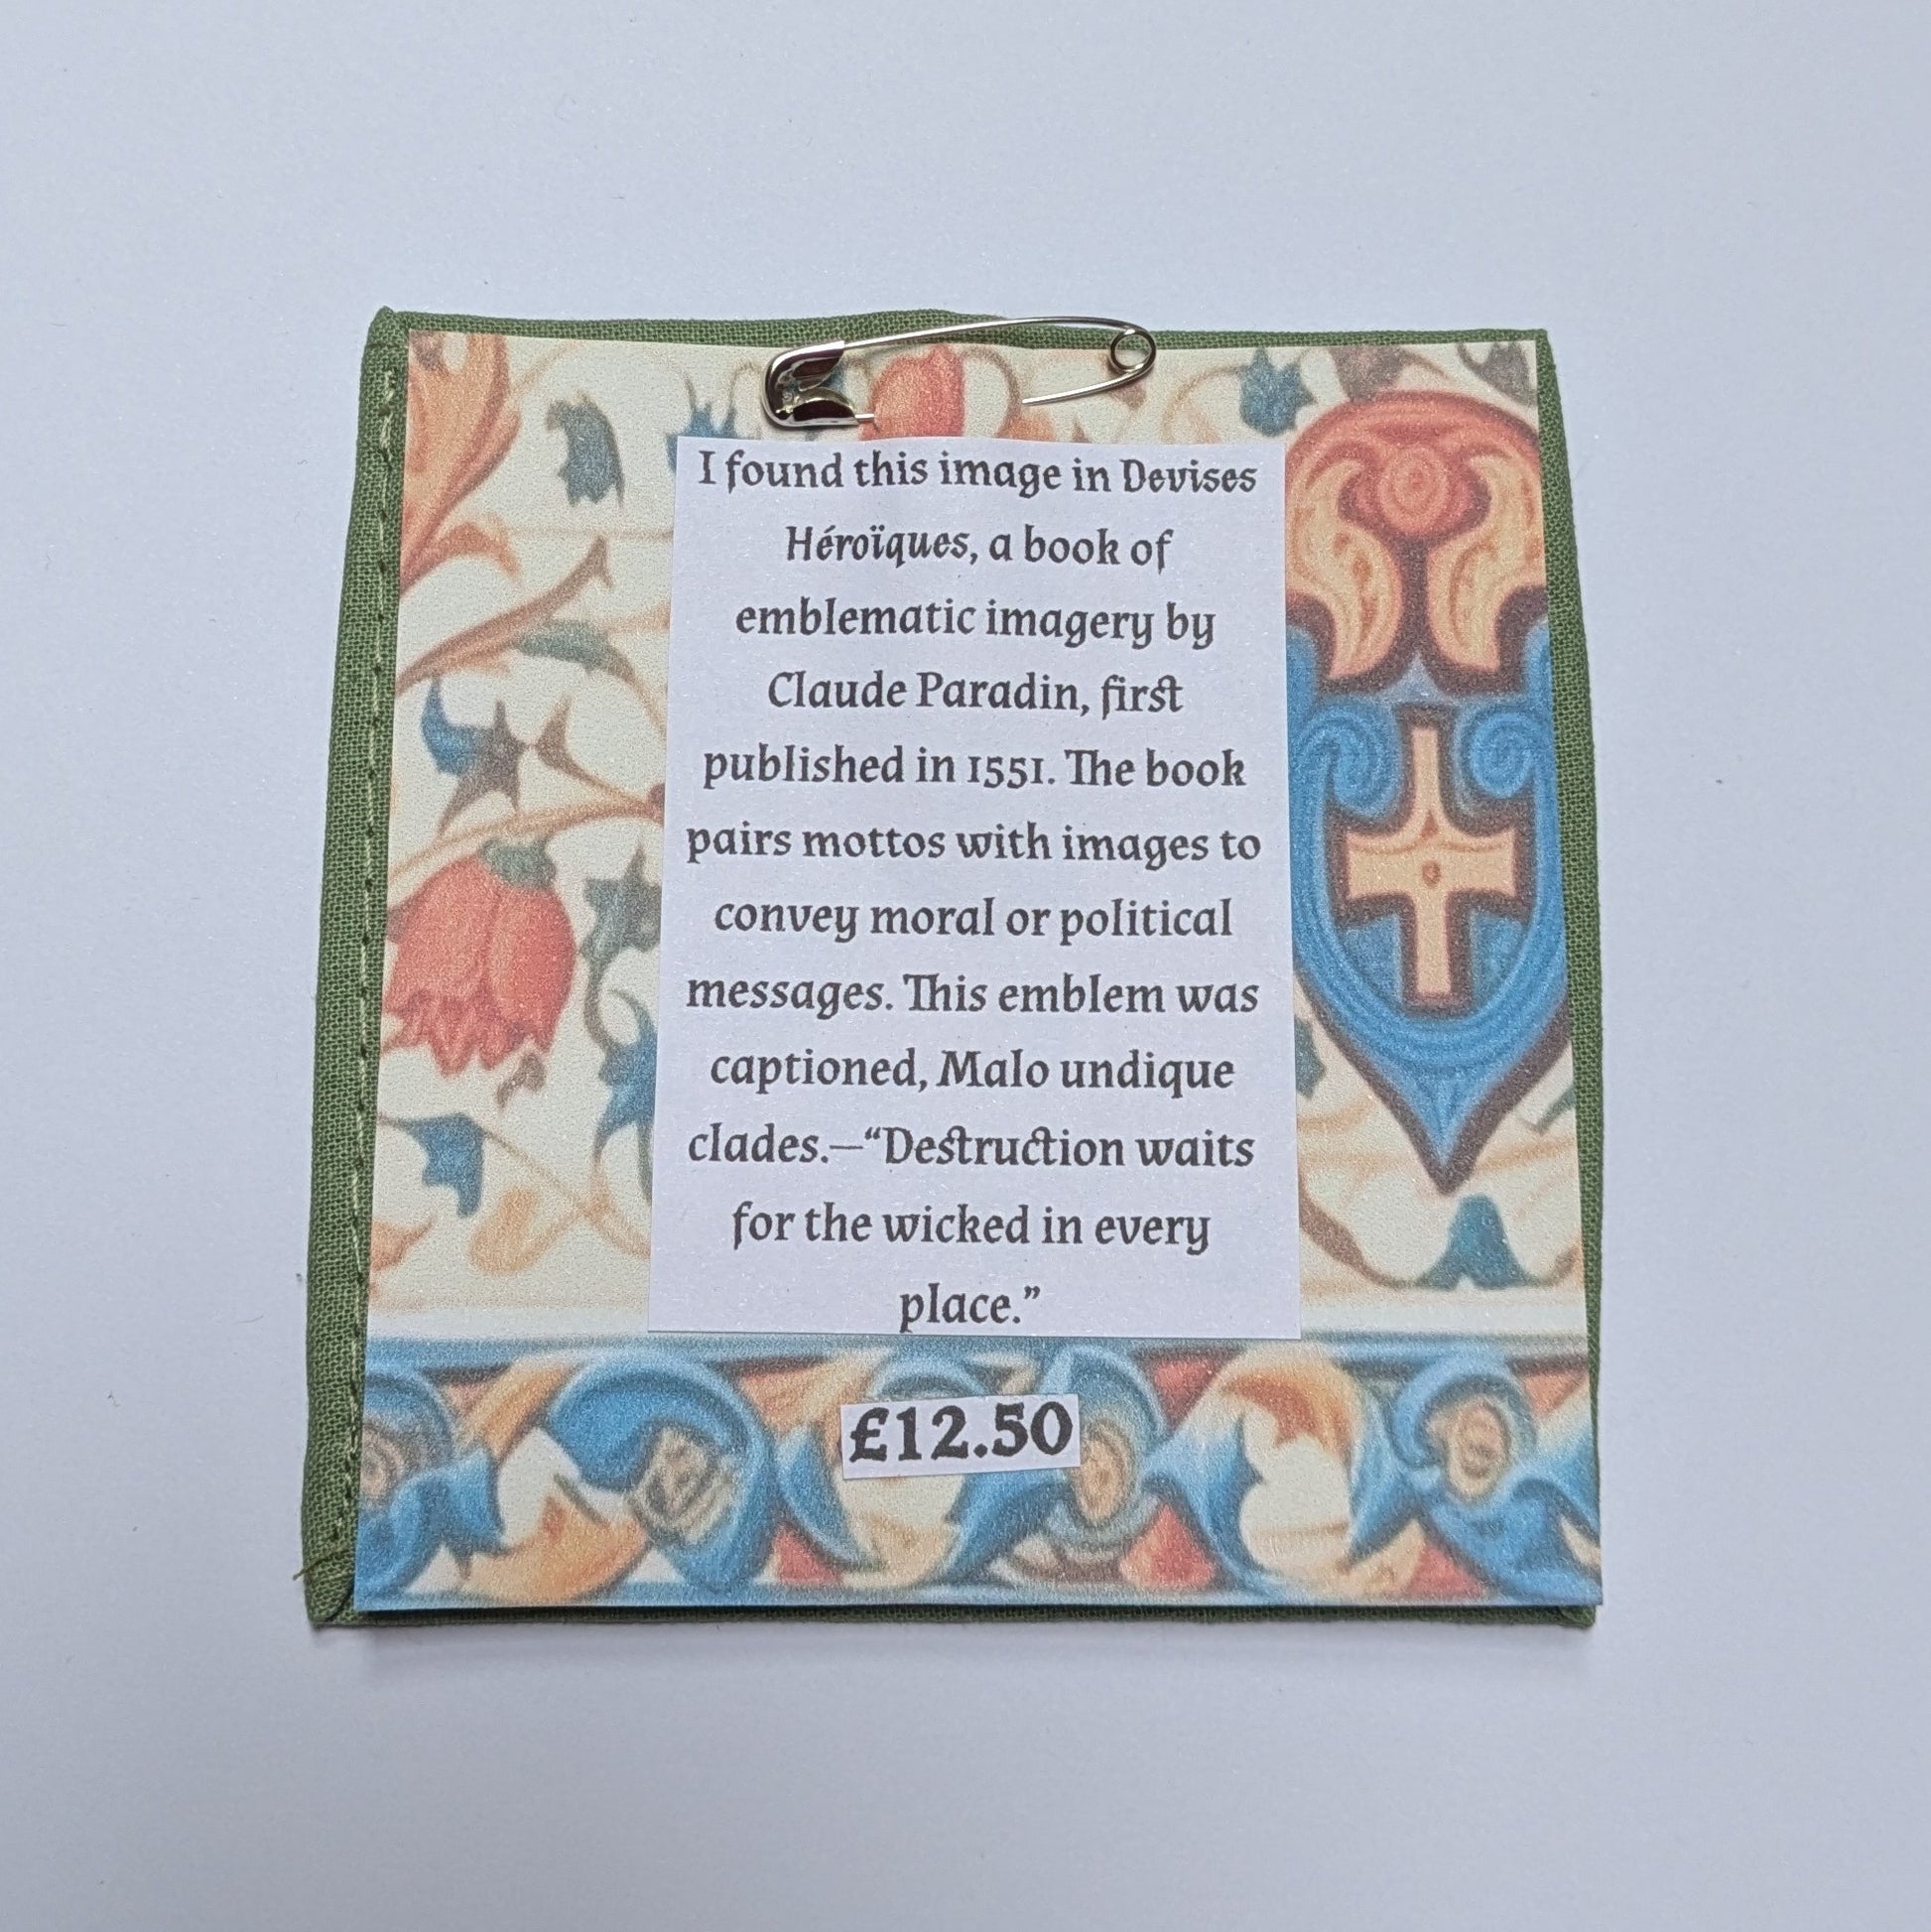 I found this image in Devises
Héroïques, a book of
emblematic imagery by
Claude Paradin, first
published in 1551. The book
pairs mottos with images to
convey moral or political
messages. This emblem was
captioned, Malo undique
clades.—“Destruction waits
for the wicked in every
place.”
£12.50